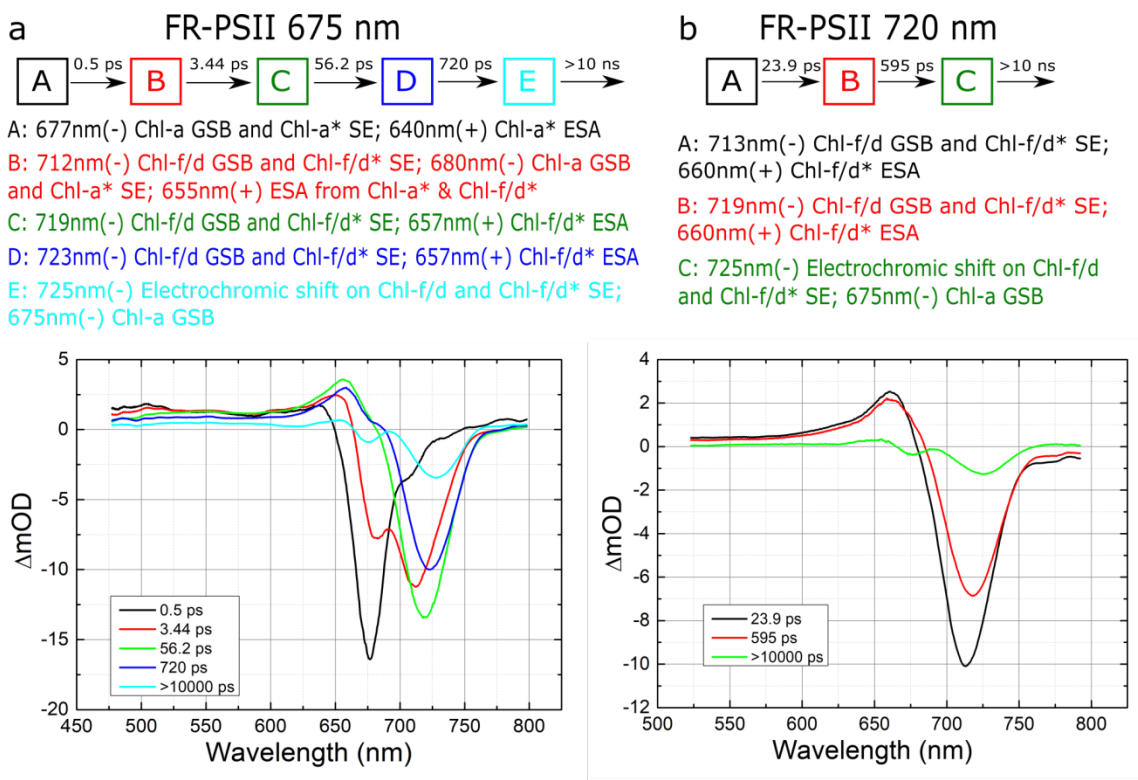 a FR-PSII 675 nm
A 0.5 ps B 3.44 ps C 56.2 ps D 720 ps E >10 ns
A: 677nm(-) Chl-a GSB and Chl-a* SE; 640nm(+) Chl-a* ESA
B: 712nm(-) Chl-f/d GSB and Chl-f/d* SE; 680nm(-) Chl-a GSB
and Chl-a* SE; 655nm(+) ESA from Chl-a* & Chl-f/d*
C: 719nm(-) Chl-f/d GSB and Chl-f/d* SE; 657nm(+) Chl-f/d* ESA
D: 723nm(-) Chl-f/d GSB and Chl-f/d* SE; 657nm(+) Chl-f/d* ESA
E: 725nm(-) Electrochromic shift on Chl-f/d and Chl-f/d* SE;
675nm(-) Chl-a GSB
5
0
-5
-10
-15
-20
ΔmOD
0.5 ps
3.44 ps
56.2 ps
720 ps
>10000 ps
450 500 550 600 650 700 750 800
Wavelength (nm)
b FR-PSII 720 nm
A 23.9 ps B 595 ps C >10 ns
A: 713nm(-) Chl-f/d GSB and Chl-f/d* SE;
660nm(+) Chl-f/d* ESA
B: 719nm(-) Chl-f/d GSB and Chl-f/d* SE;
660nm(+) Chl-f/d* ESA
C: 725nm(-) Electrochromic shift on Chl-f/d
and Chl-f/d* SE; 675nm(-) Chl-a GSB
4
2
0
-2
-4
-6
-8
-10
-12
ΔmOD
23.9 ps
595 ps
>10000 ps
500 550 600 650 700 750 800
Wavelength (nm)